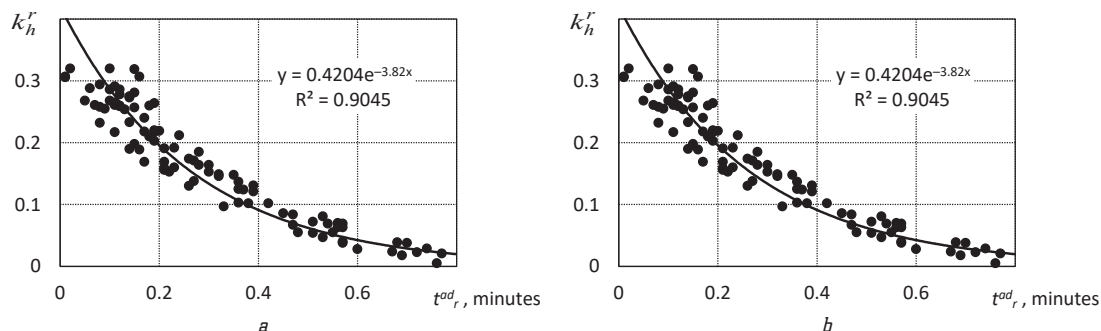 k_h^r
0.3
0.2
0.1
0
y = 0.4204e^–3.82x
R² = 0.9045
0 0.2 0.4 0.6 t^ad_r , minutes
a
k_h^r
0.3
0.2
0.1
0
y = 0.4204e^–3.82x
R² = 0.9045
0 0.2 0.4 0.6 t^ad_r , minutes
b